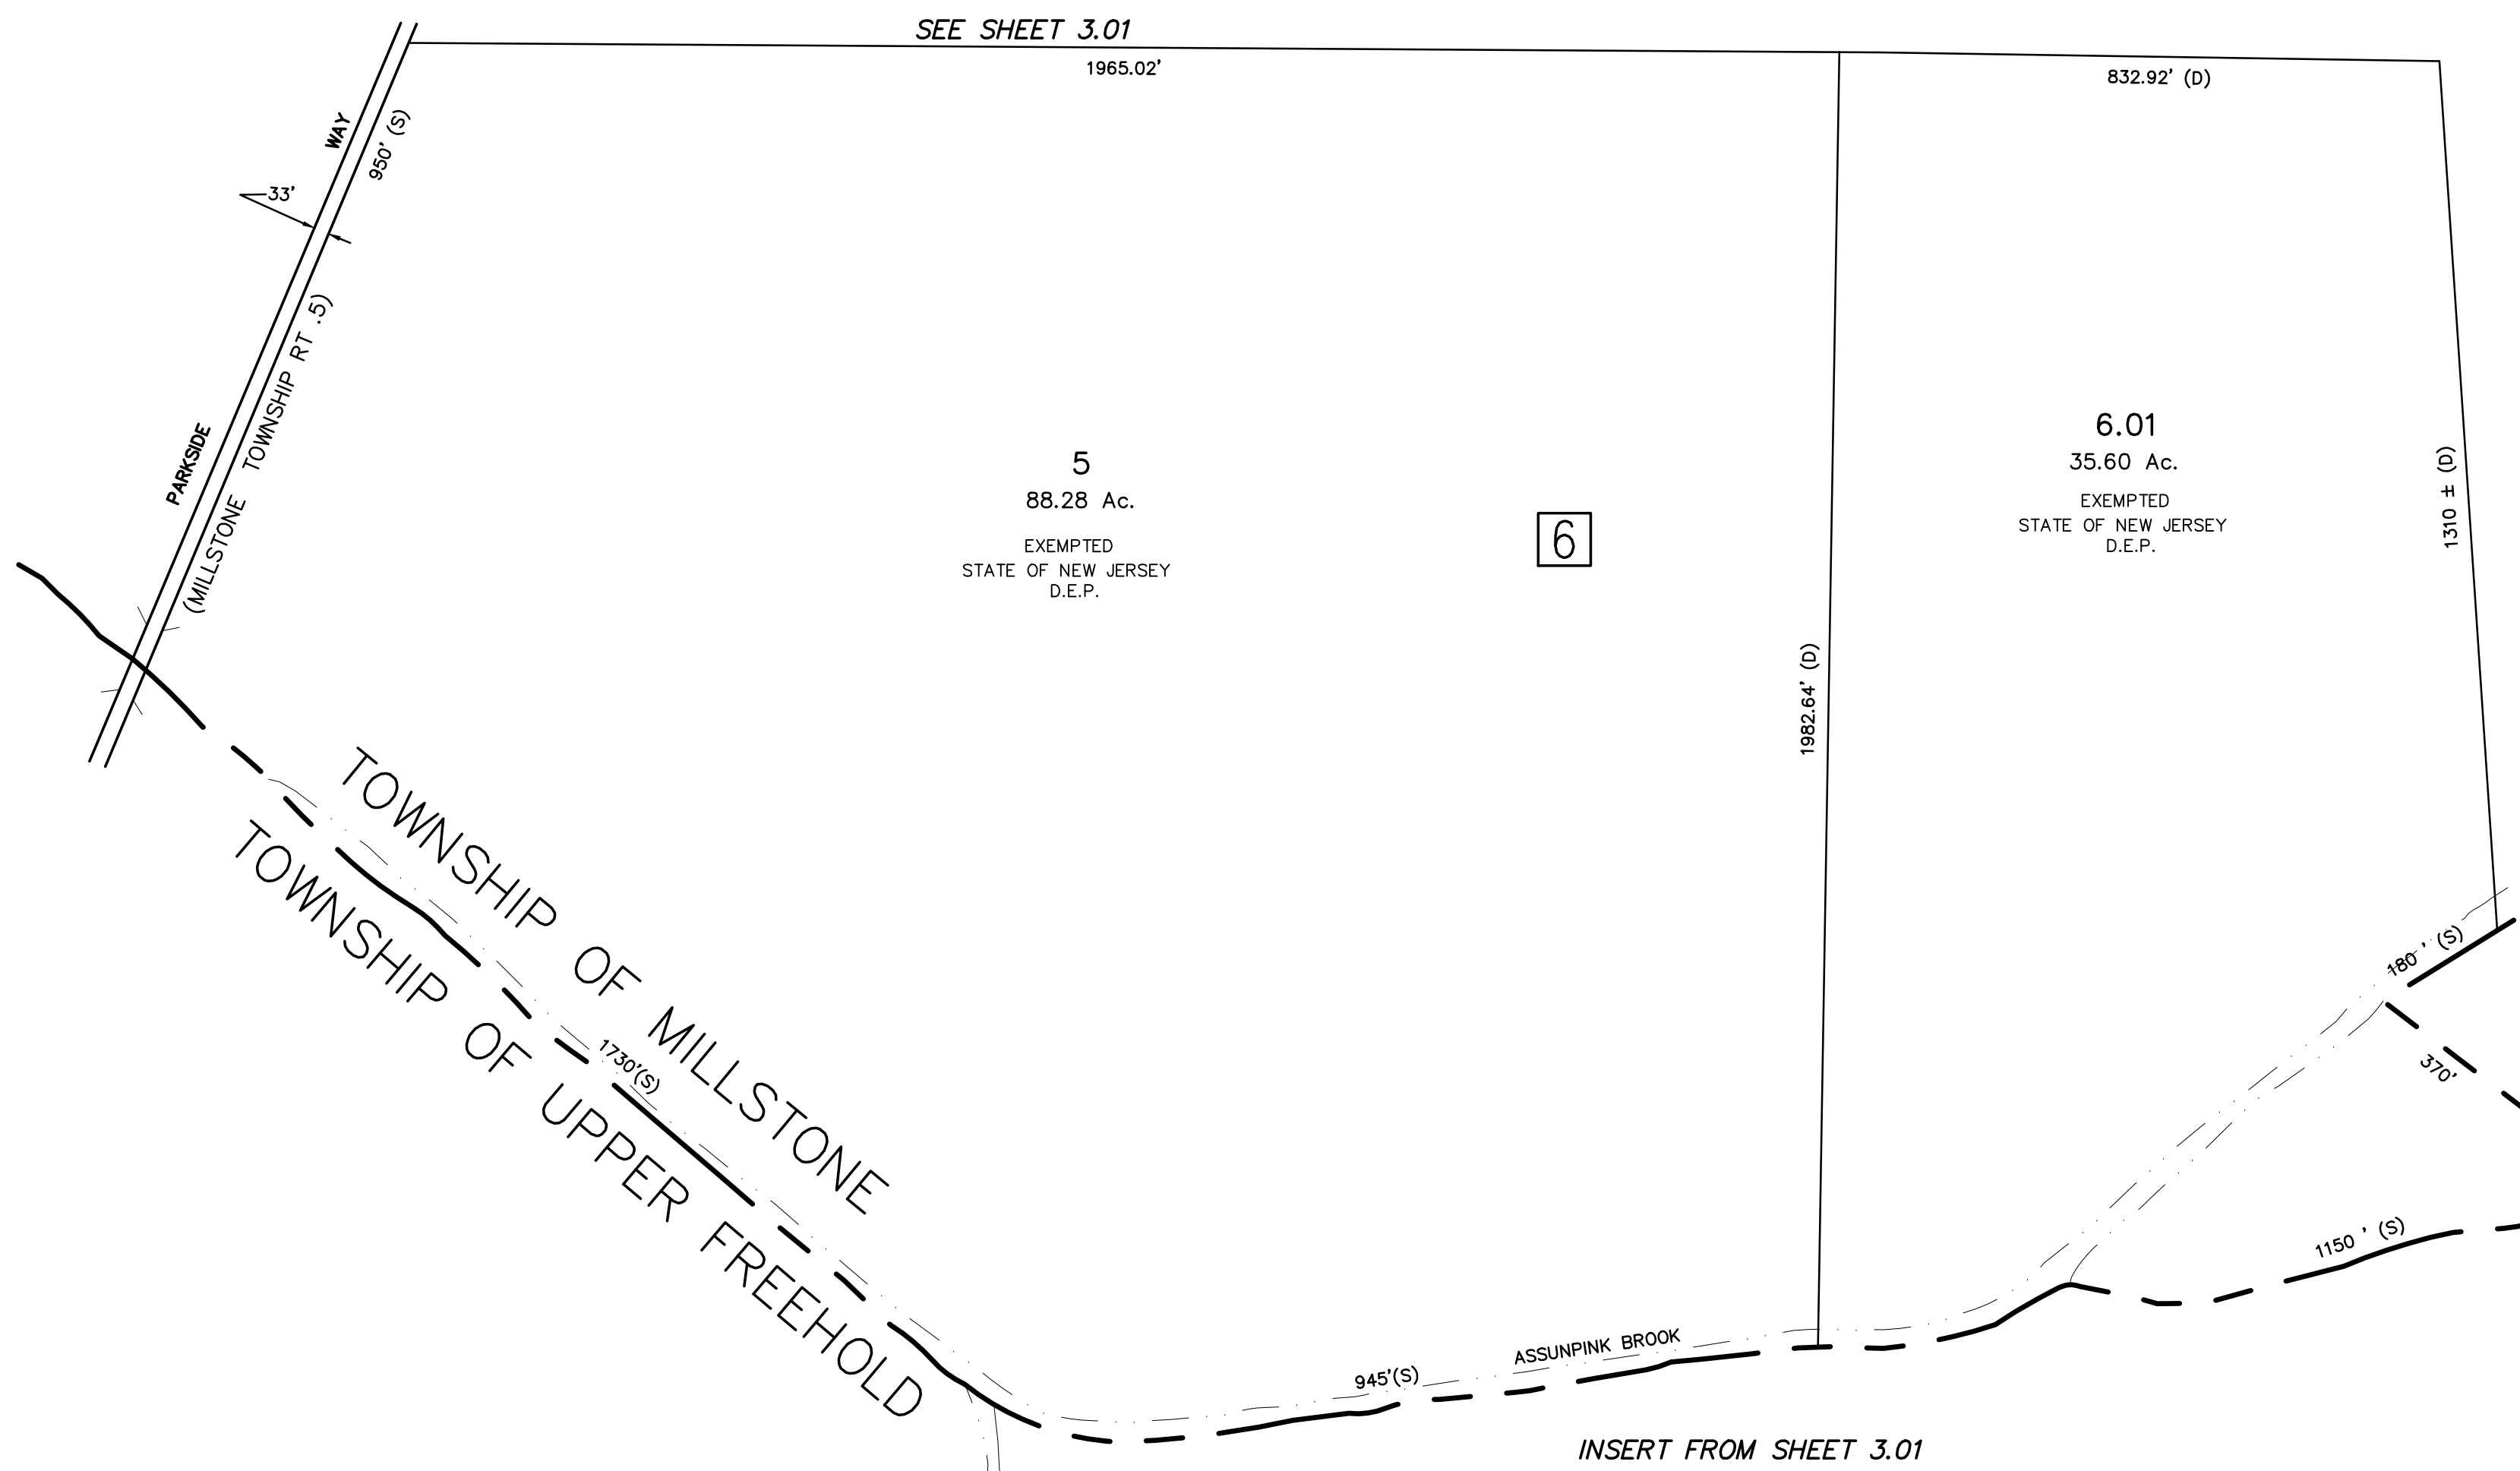 SEE SHEET 3.01
1965.02'
832.92' (D)
WAY
950' (S)
33'
PARKSIDE
(MILLSTONE TOWNSHIP RT .5)
5
88.28 Ac.
EXEMPTED
STATE OF NEW JERSEY
D.E.P.
6
6.01
35.60 Ac.
EXEMPTED
STATE OF NEW JERSEY
D.E.P.
1310 ± (D)
1982.64' (D)
TOWNSHIP OF MILLSTONE
TOWNSHIP OF UPPER FREEHOLD
1730'(S)
180 ' (S)
370'
1150 ' (S)
ASSUNPINK BROOK
945'(S)
INSERT FROM SHEET 3.01